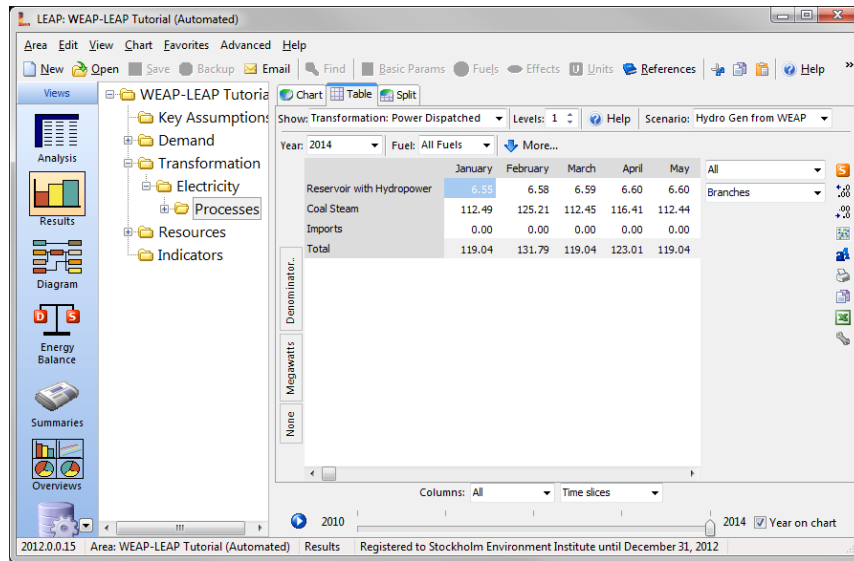 LEAP: WEAP-LEAP Tutorial (Automated)
Area Edit View Chart Favorites Advanced Help
New Open Save Backup Email Find Basic Params Fuels Effects Units References Help »
Views
Analysis
Results
Diagram
Energy Balance
Summaries
Overviews
WEAP-LEAP Tutoria
Key Assumptions
Demand
Transformation
Electricity
Processes
Resources
Indicators
Chart Table Split
Show: Transformation: Power Dispatched Levels: 1 Help Scenario: Hydro Gen from WEAP
Year: 2014 Fuel: All Fuels More...
January February March April May All
Reservoir with Hydropower 6.55 6.58 6.59 6.60 6.60 Branches
Coal Steam 112.49 125.21 112.45 116.41 112.44
Imports 0.00 0.00 0.00 0.00 0.00
Total 119.04 131.79 119.04 123.01 119.04
Denominator..
Megawatts
None
Columns: All Time slices
2010 2014 Year on chart
2012.0.0.15 Area: WEAP-LEAP Tutorial (Automated) Results Registered to Stockholm Environment Institute until December 31, 2012